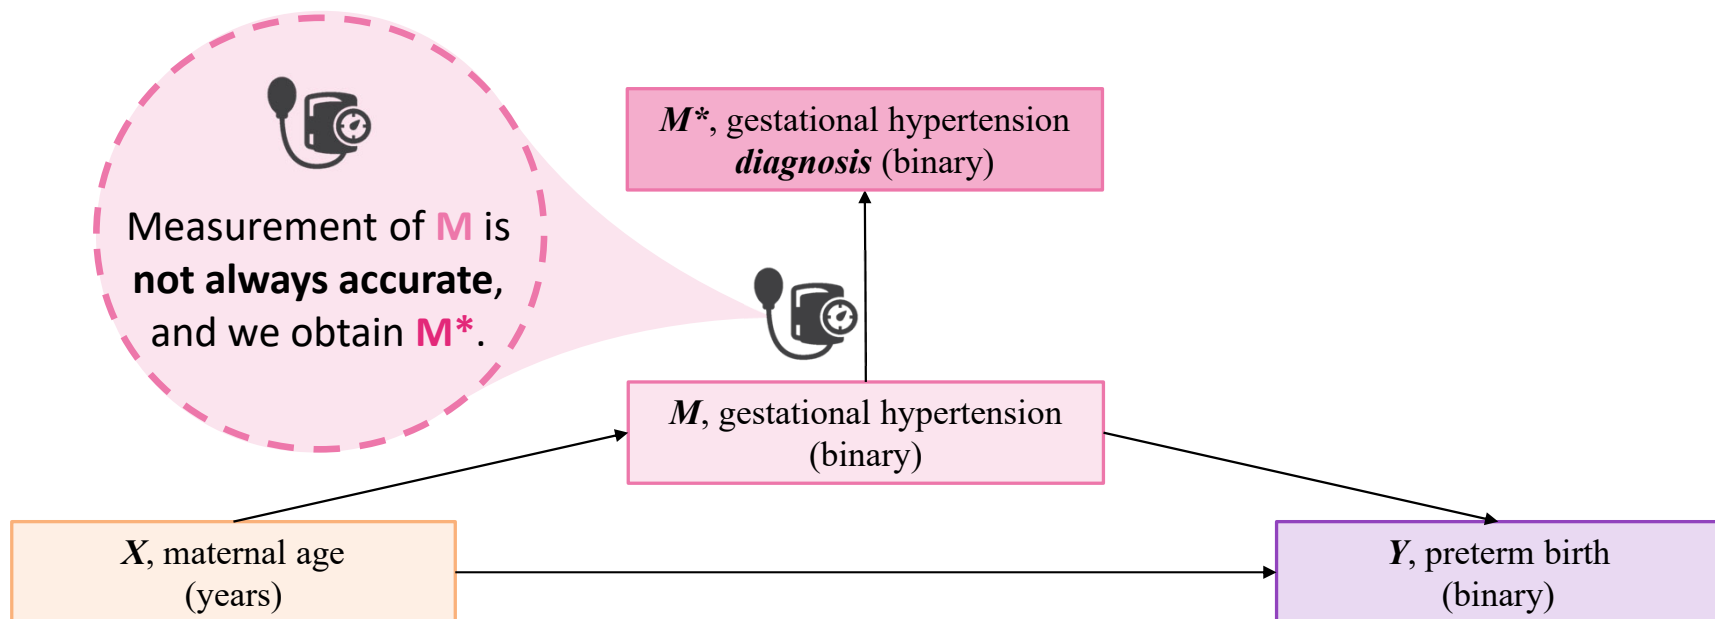 Measurement of M is
not always accurate,
and we obtain M*.
M*, gestational hypertension
diagnosis (binary)
M, gestational hypertension
(binary)
X, maternal age
(years)
Y, preterm birth
(binary)